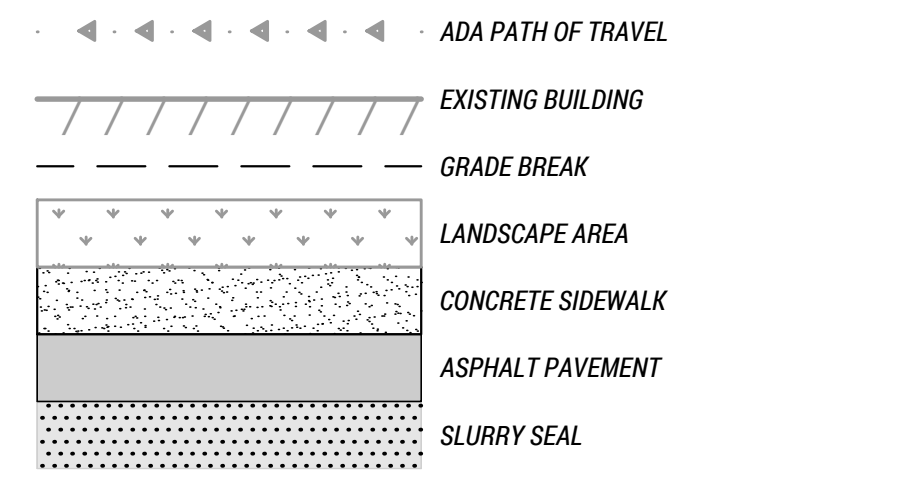 ADA PATH OF TRAVEL
EXISTING BUILDING
GRADE BREAK
LANDSCAPE AREA
CONCRETE SIDEWALK
ASPHALT PAVEMENT
SLURRY SEAL